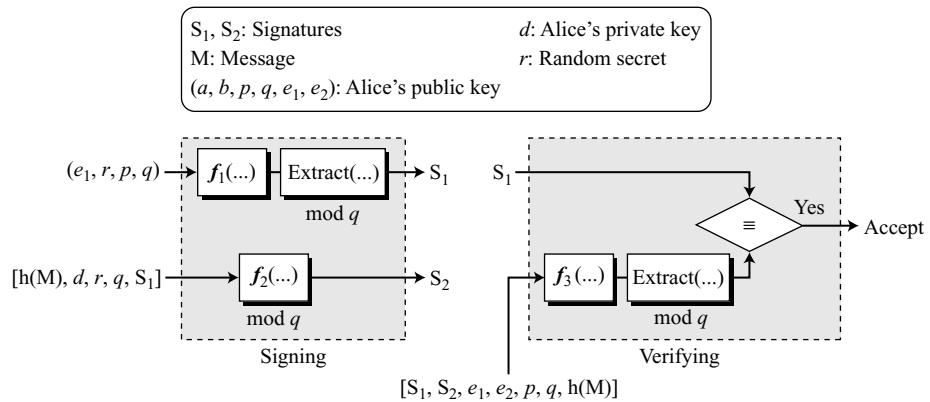 S₁, S₂: Signatures
d: Alice's private key
M: Message
r: Random secret
(a, b, p, q, e₁, e₂): Alice's public key
(e₁, r, p, q)
f₁(...)
Extract(...)
S₁
mod q
[h(M), d, r, q, S₁]
f₂(...)
S₂
mod q
Signing
S₁
≡
Yes
Accept
f₃(...)
Extract(...)
mod q
Verifying
[S₁, S₂, e₁, e₂, p, q, h(M)]